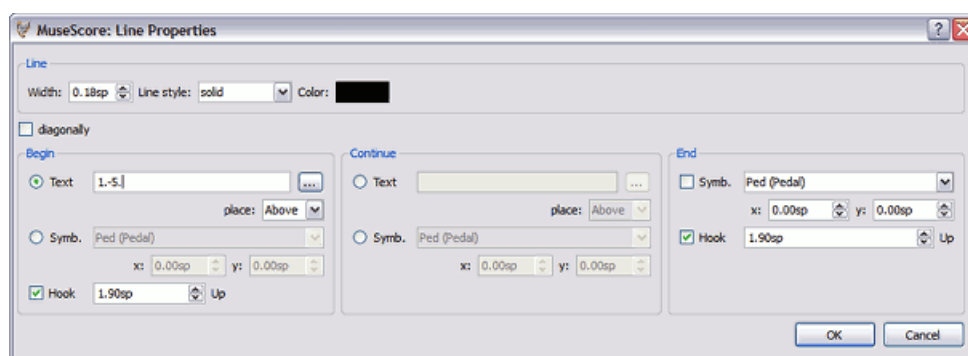 MuseScore: Line Properties
Line
Width: 0.18sp Line style: solid Color:
diagonally
Begin
Text 1.-5. ...
place: Above
Symb. Ped (Pedal)
x: 0.00sp y: 0.00sp
Hook 1.90sp Up
Continue
Text ...
place: Above
Symb. Ped (Pedal)
x: 0.00sp y: 0.00sp
End
Symb. Ped (Pedal)
x: 0.00sp y: 0.00sp
Hook 1.90sp Up
OK Cancel